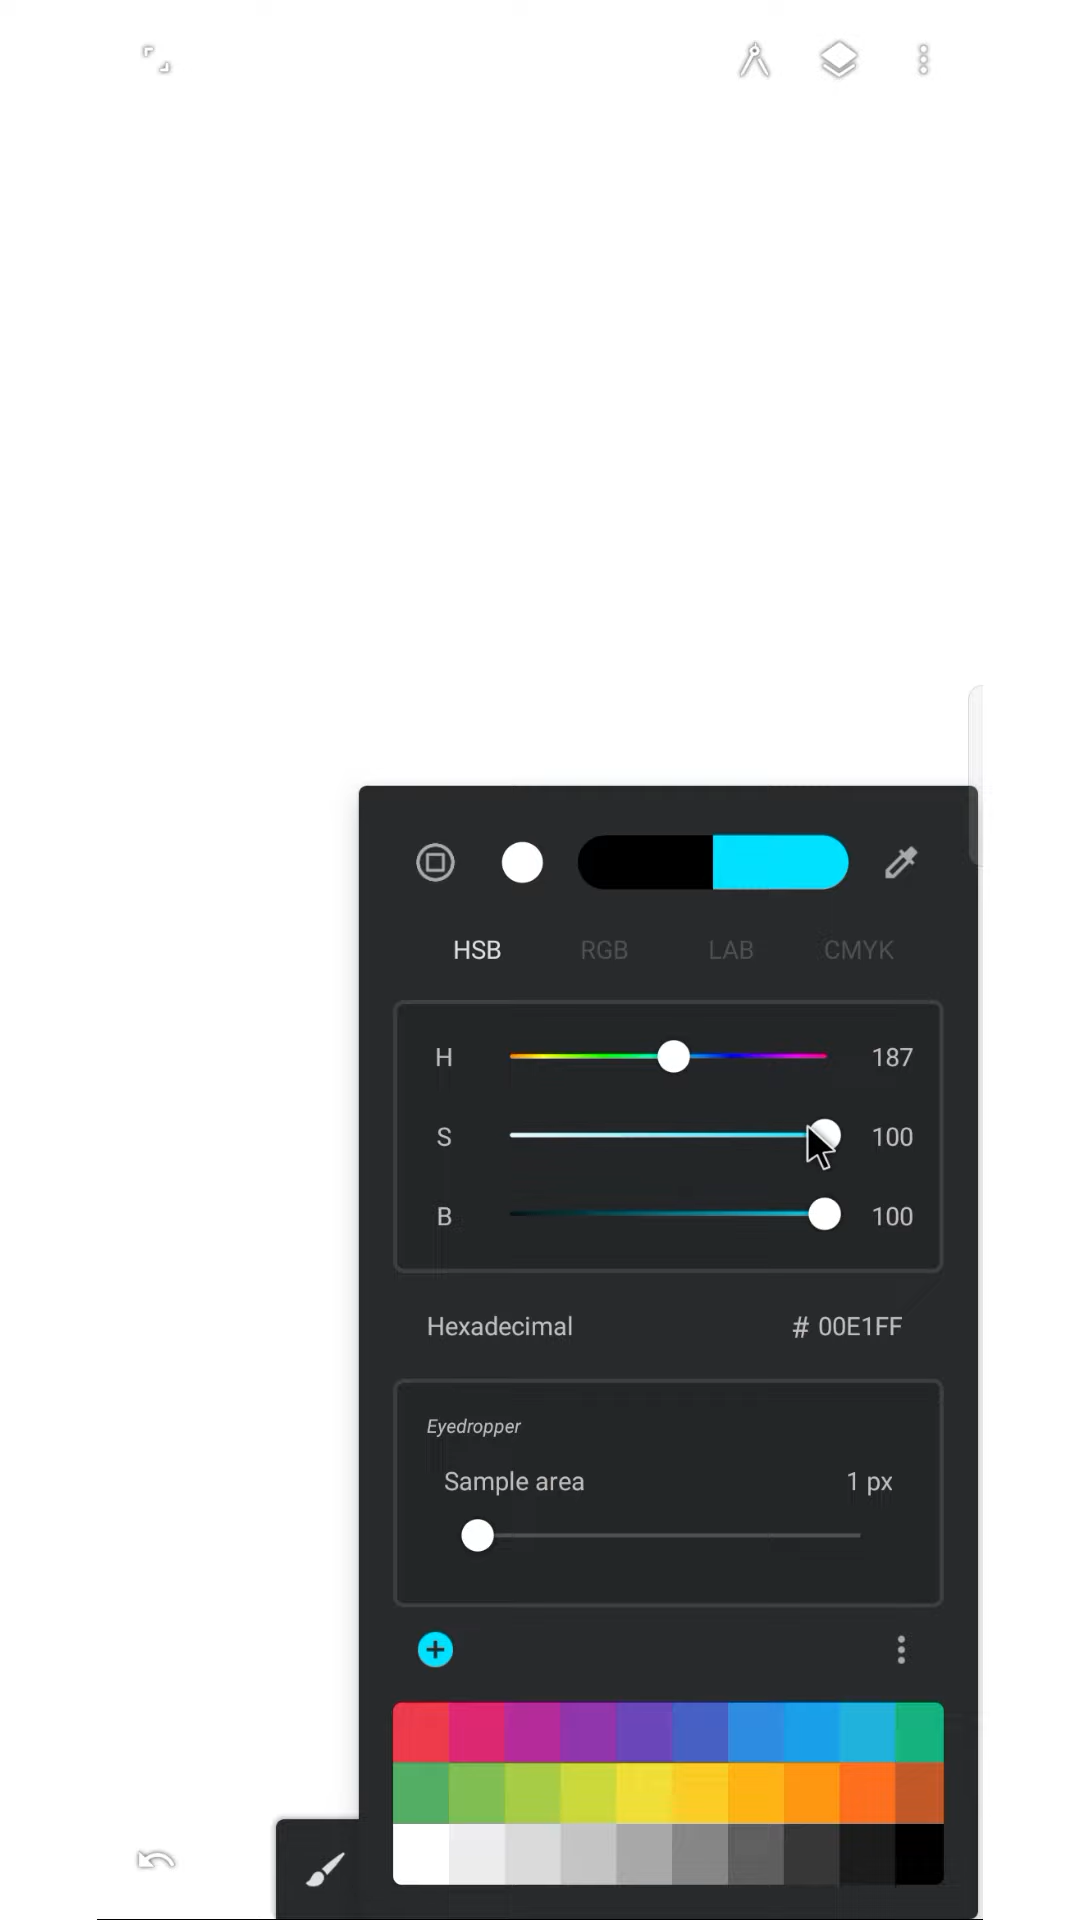 HSB RGB LAB CMYK
H 187
S 100
B 100
Hexadecimal # 00E1FF
Eyedropper
Sample area 1 px